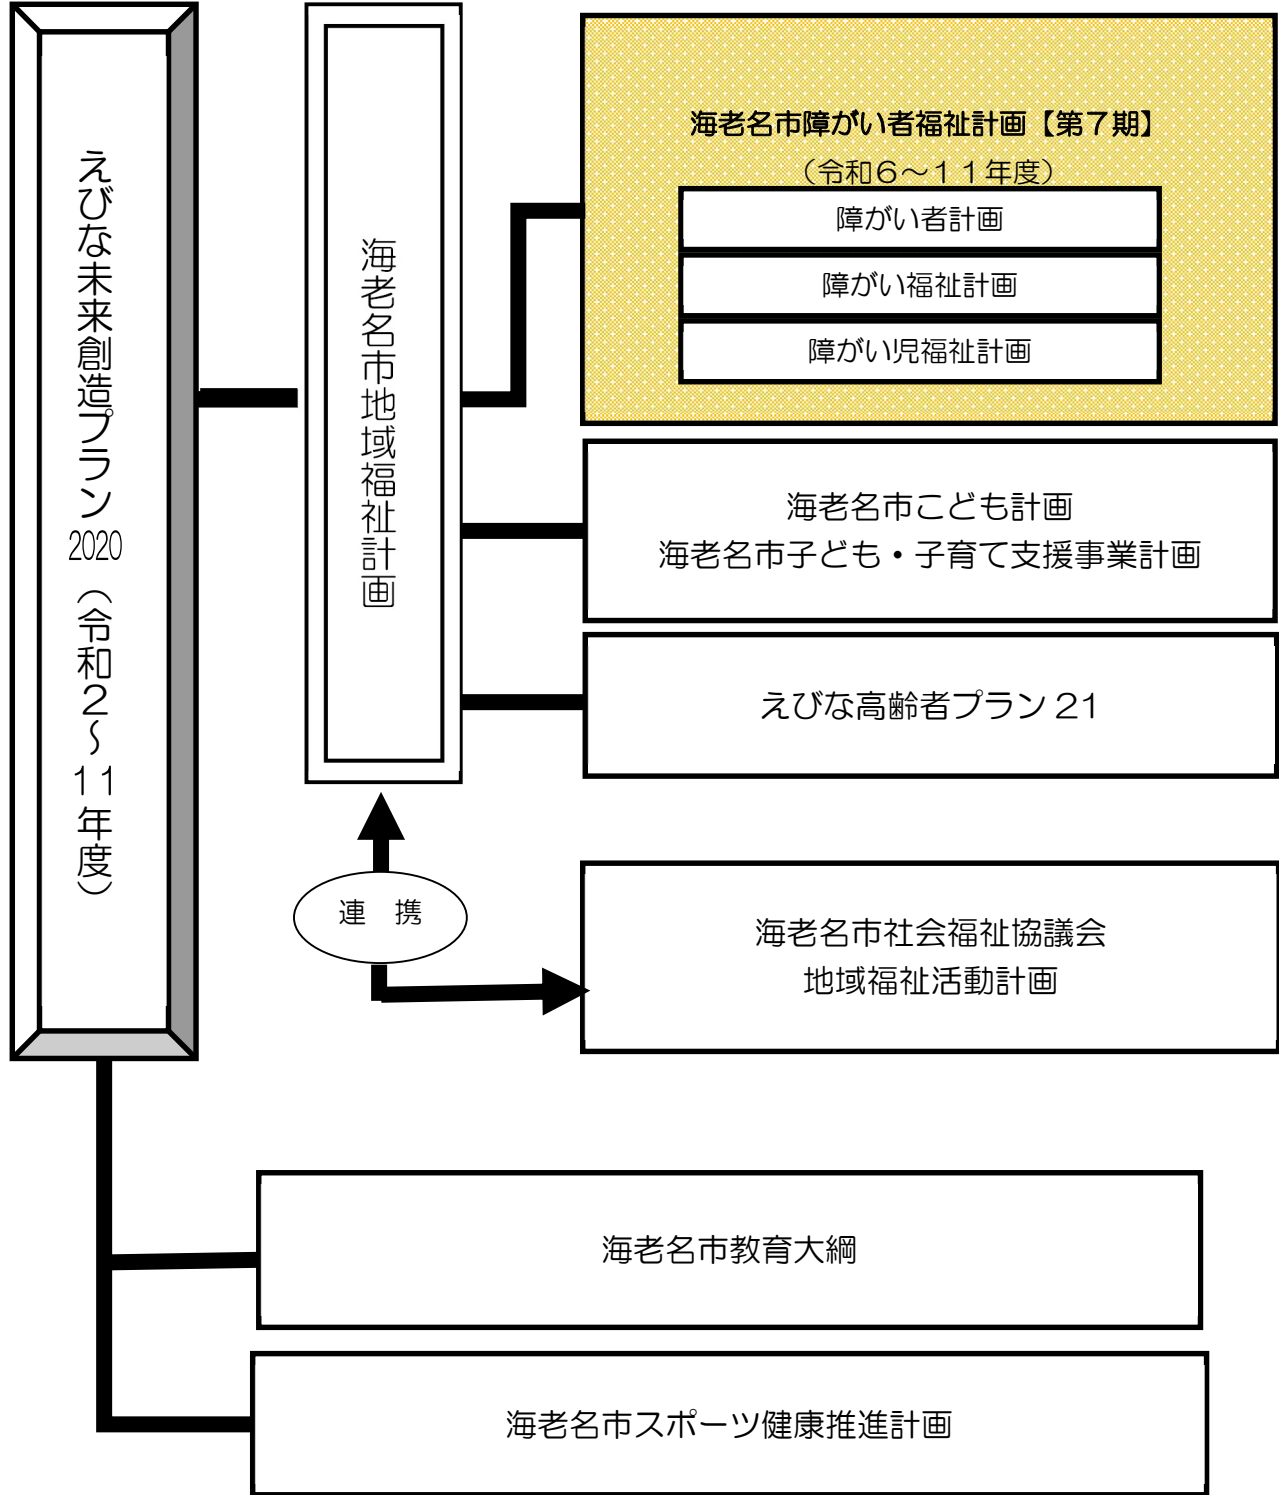 えびな未来創造プラン2020（令和２～１１年度）
海老名市地域福祉計画
海老名市障がい者福祉計画【第７期】
（令和６～１１年度）
障がい者計画
障がい福祉計画
障がい児福祉計画
海老名市こども計画
海老名市子ども・子育て支援事業計画
えびな高齢者プラン 21
連　携
海老名市社会福祉協議会
地域福祉活動計画
海老名市教育大綱
海老名市スポーツ健康推進計画